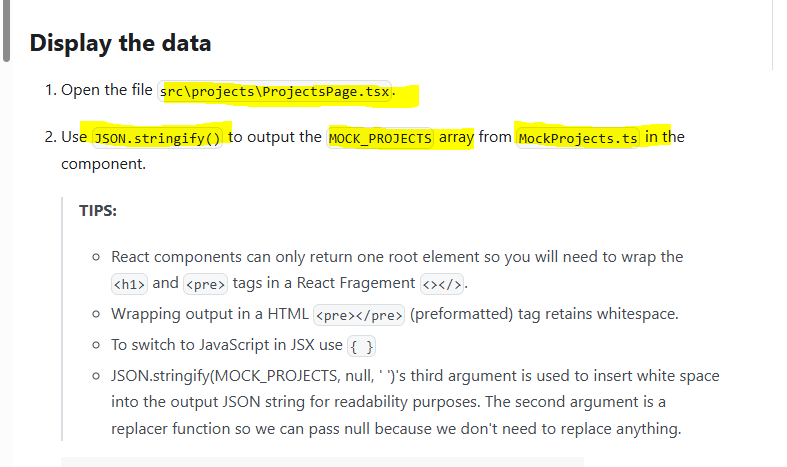 Display the data
1. Open the file src\projects\ProjectsPage.tsx.
2. Use JSON.stringify() to output the MOCK_PROJECTS array from MockProjects.ts in the
component.
TIPS:
React components can only return one root element so you will need to wrap the
<h1> and <pre> tags in a React Fragement <></>.
Wrapping output in a HTML <pre></pre> (preformatted) tag retains whitespace.
To switch to JavaScript in JSX use { }
JSON.stringify(MOCK_PROJECTS, null, ' ')'s third argument is used to insert white space
into the output JSON string for readability purposes. The second argument is a
replacer function so we can pass null because we don't need to replace anything.